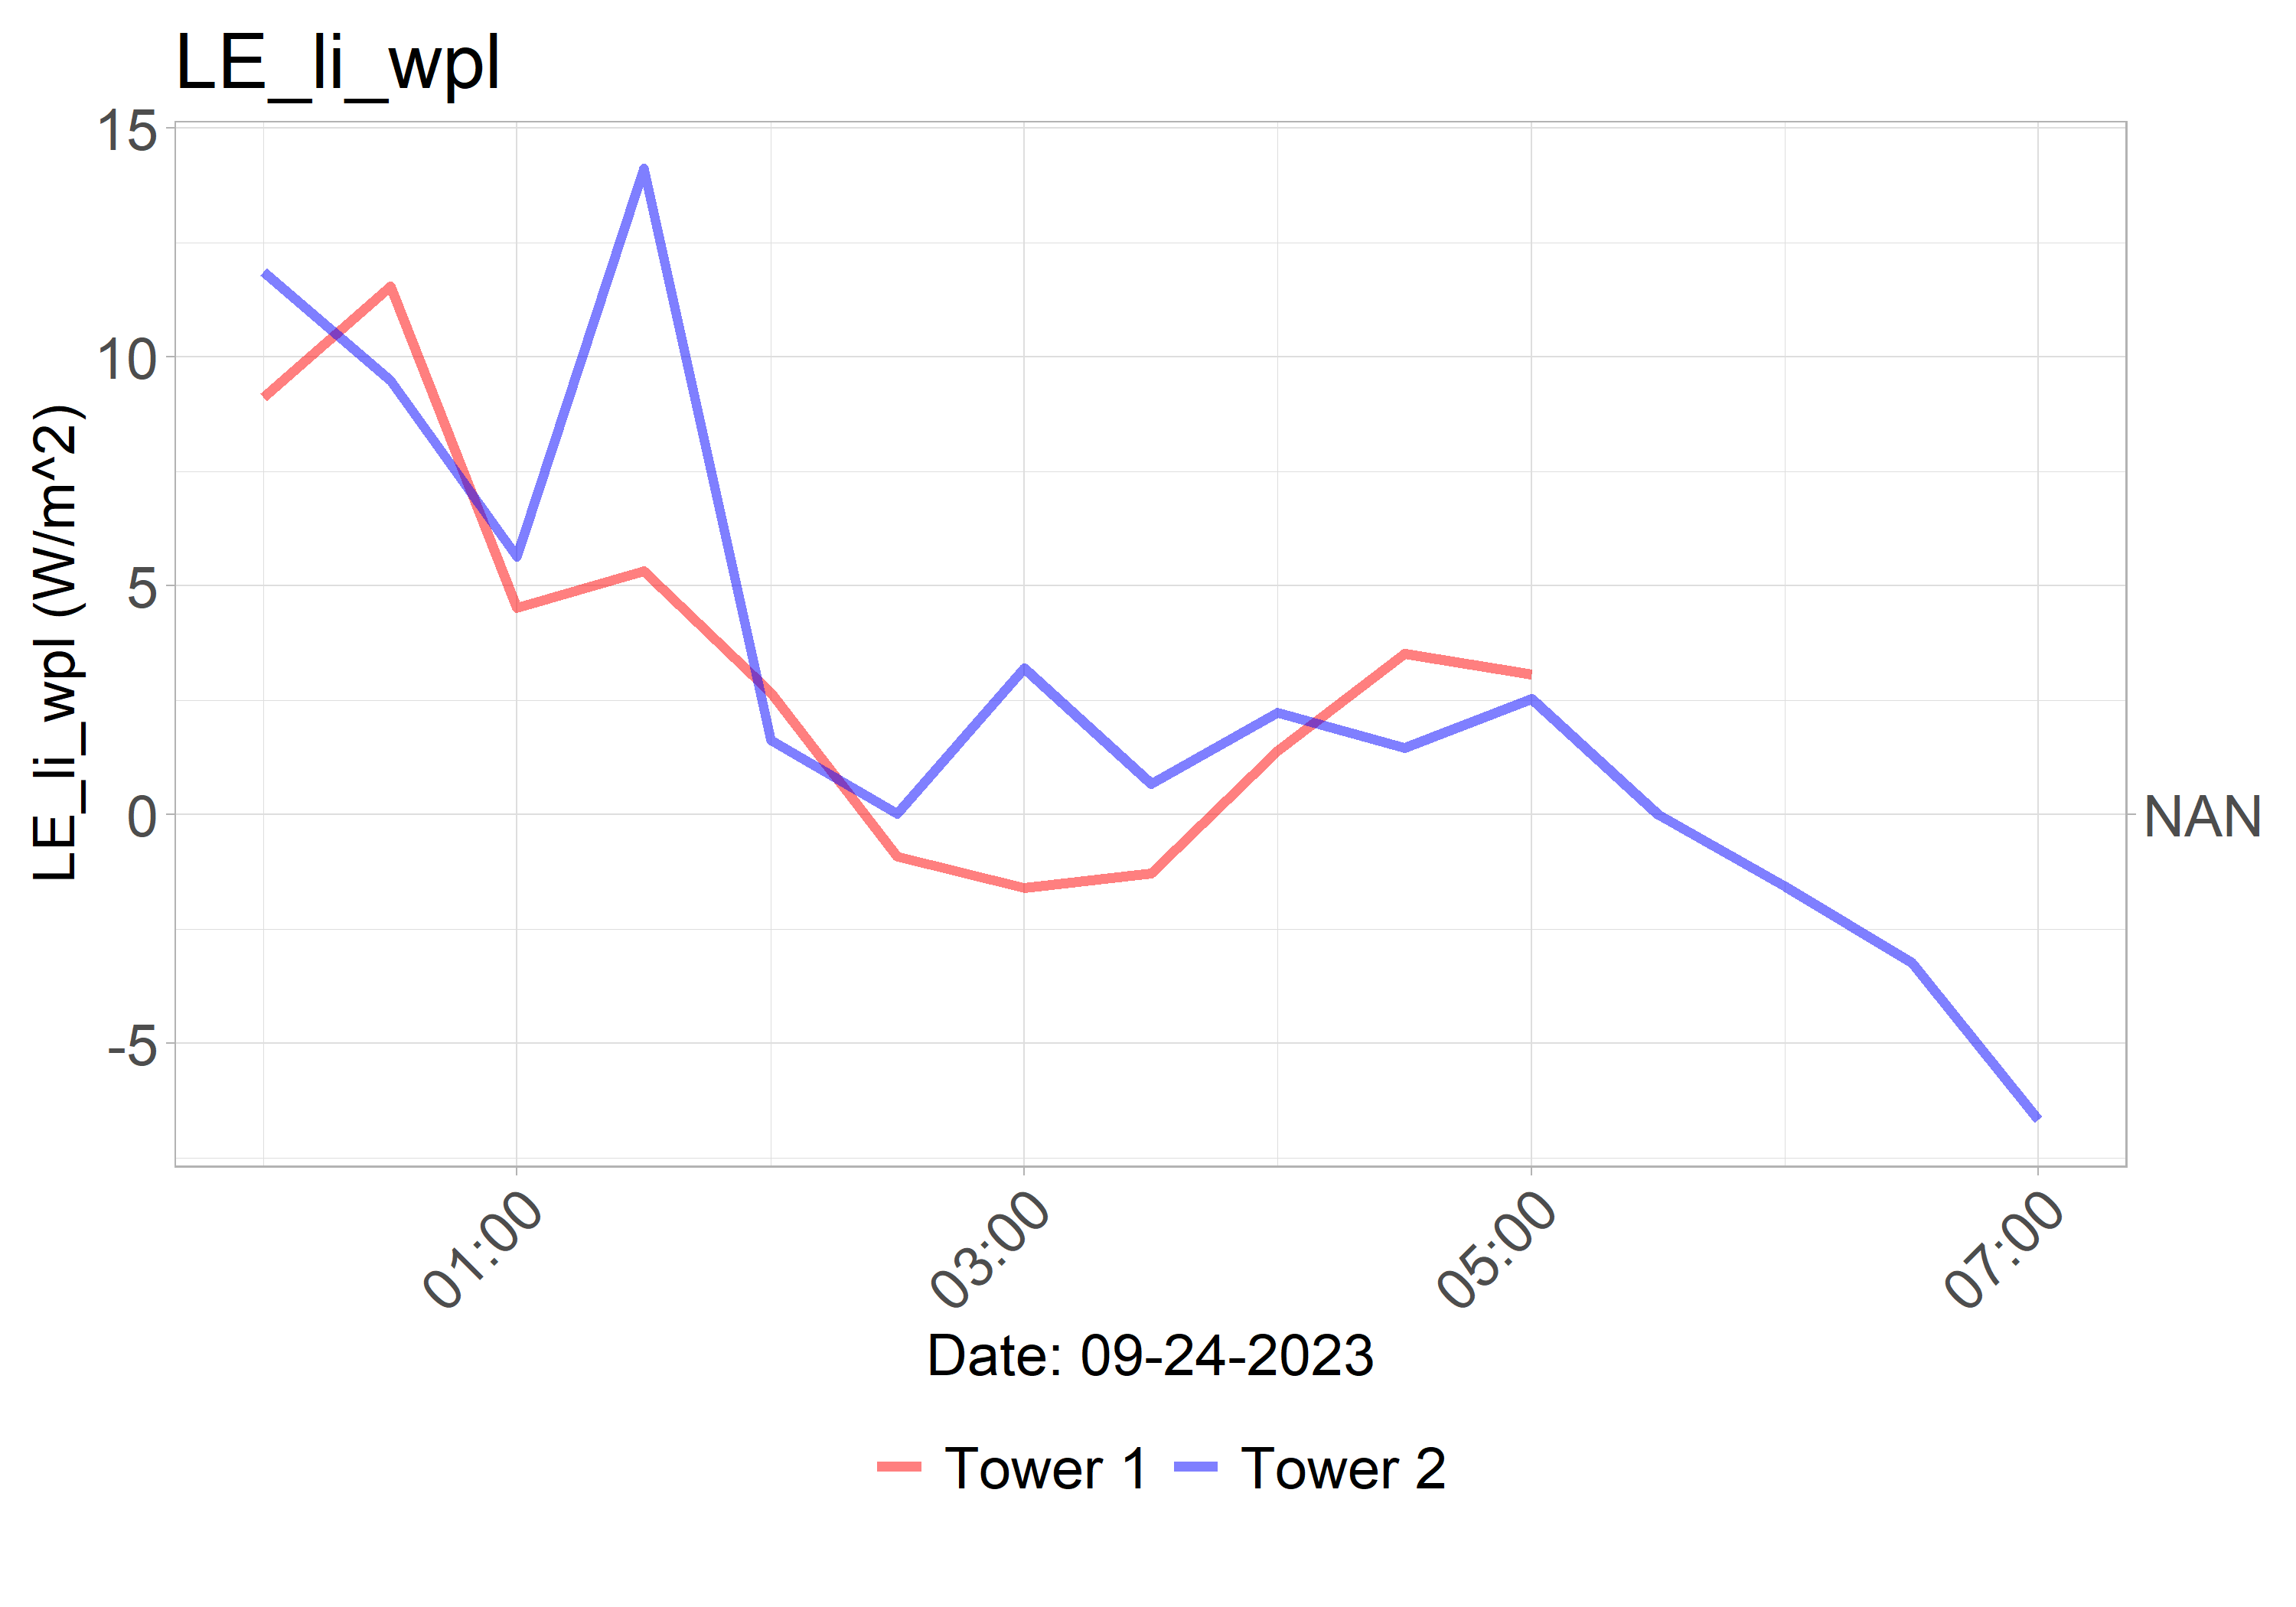 LE_li_wpl
LE_li_wpl (W/m^2)
15
10
5
0
-5
NAN
01:00
03:00
05:00
07:00
Date: 09-24-2023
Tower 1
Tower 2